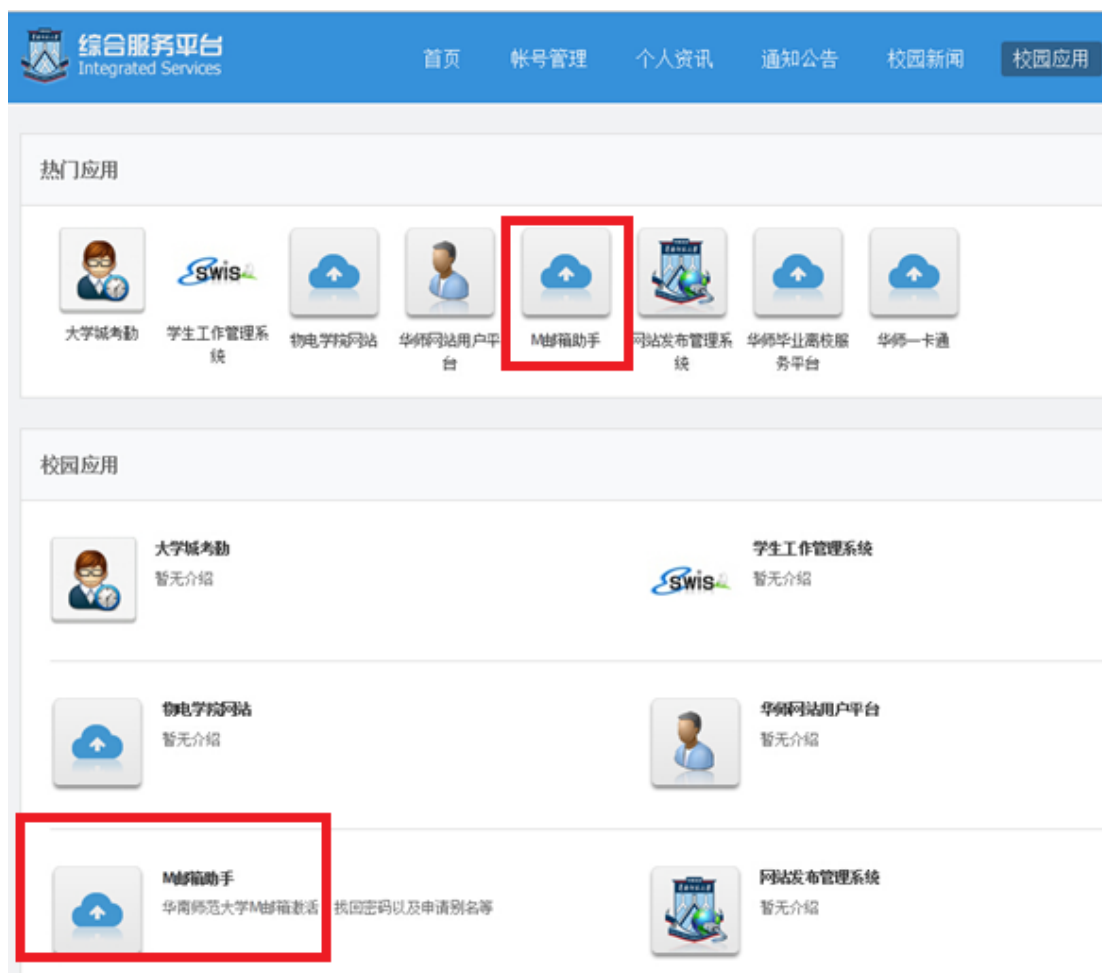 综合服务平台
Integrated Services
首页 帐号管理 个人资讯 通知公告 校园新闻 校园应用
热门应用
大学城考勤
学生工作管理系
统
物电学院网站
华师网站用户平
台
M邮箱助手
网站发布管理系
统
华师毕业离校服
务平台
华师一卡通
校园应用
大学城考勤
暂无介绍
swis
学生工作管理系统
暂无介绍
物电学院网站
暂无介绍
华师网站用户平台
暂无介绍
M邮箱助手
华南师范大学M邮箱激活 找回密码以及申请别名等
网站发布管理系统
暂无介绍